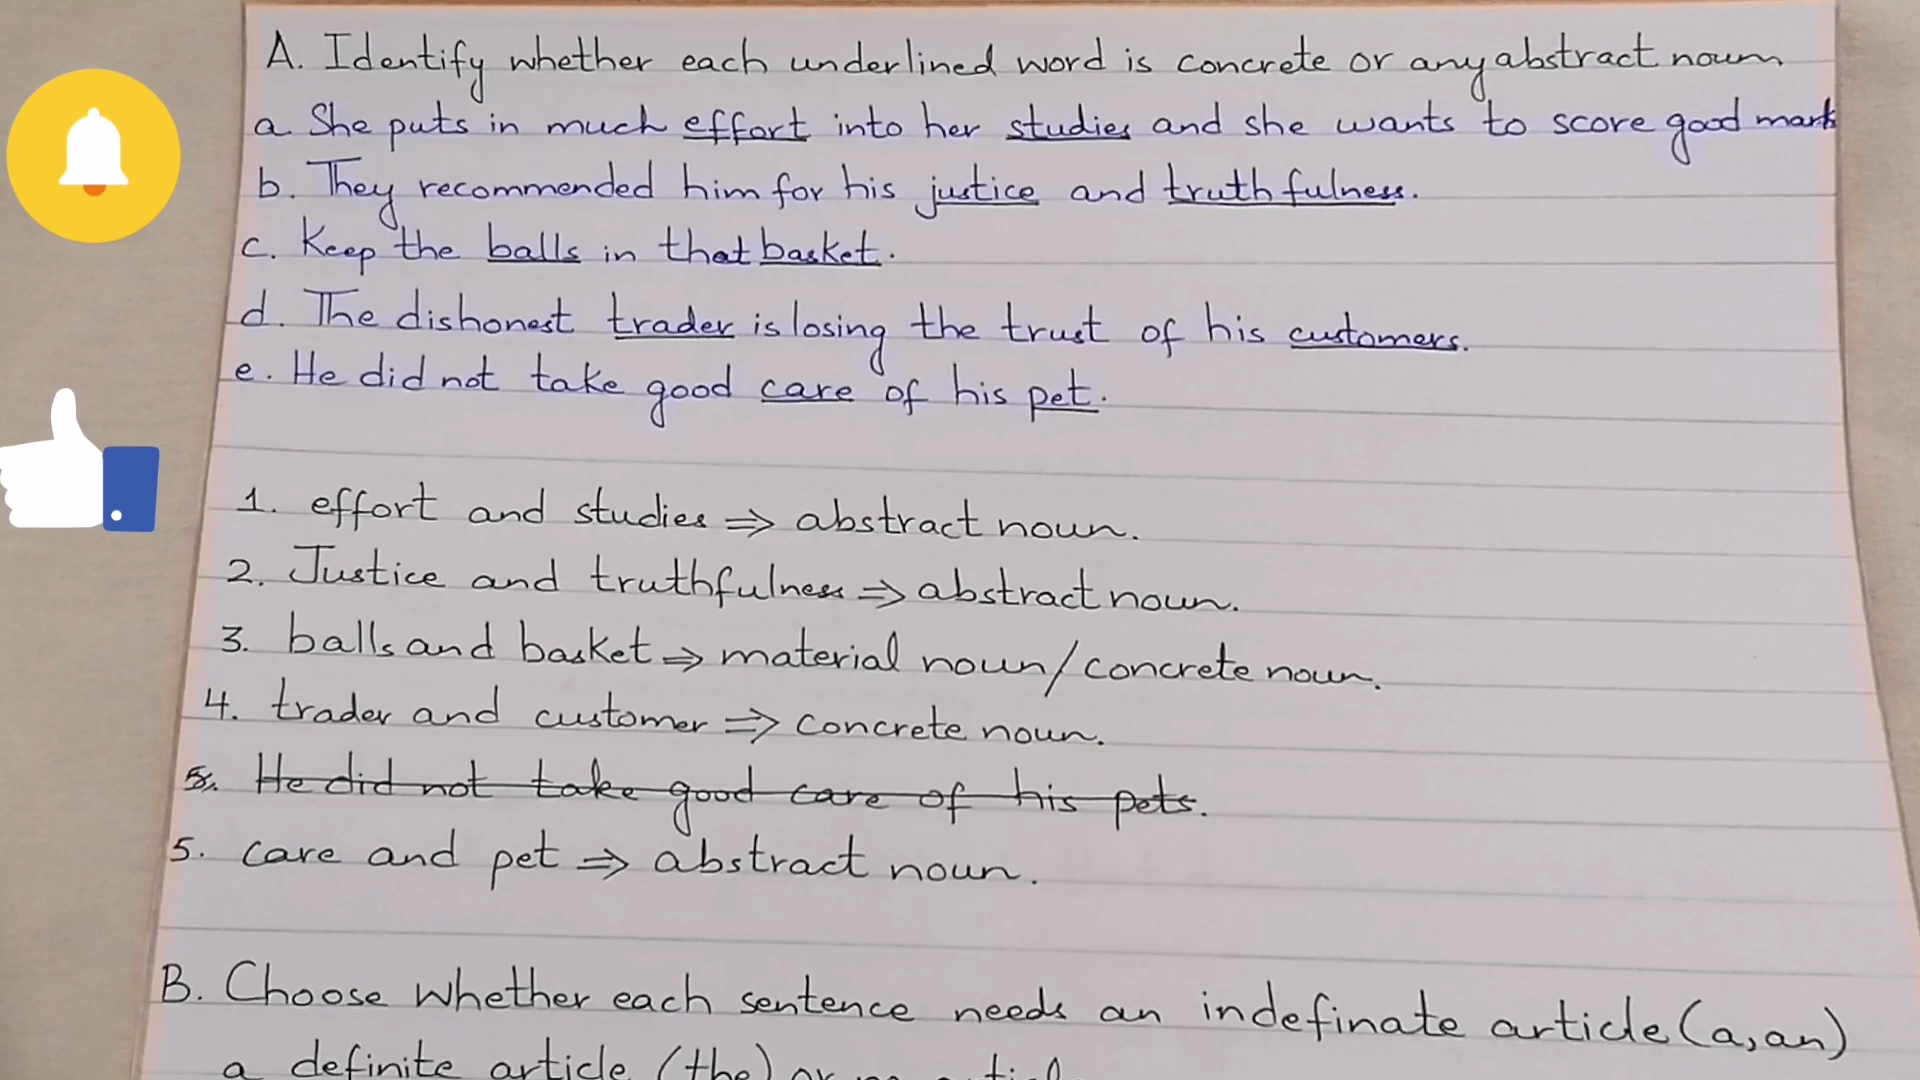 A. Identify whether each underlined word is concrete or any abstract noun
a. She puts in much effort into her studies and she wants to score good marks
b. They recommended him for his justice and truthfulness.
c. Keep the balls in that basket.
d. The dishonest trader is losing the trust of his customers.
e. He did not take good care of his pet.
1. effort and studies ⇒ abstract noun.
2. Justice and truthfulness ⇒ abstract noun.
3. balls and basket ⇒ material noun/concrete noun.
4. trader and customer ⇒ concrete noun.
5. He did not take good care of his pets.
5. care and pet ⇒ abstract noun.
B. Choose whether each sentence needs an indefinate article (a, an)
a definite article (the) or no